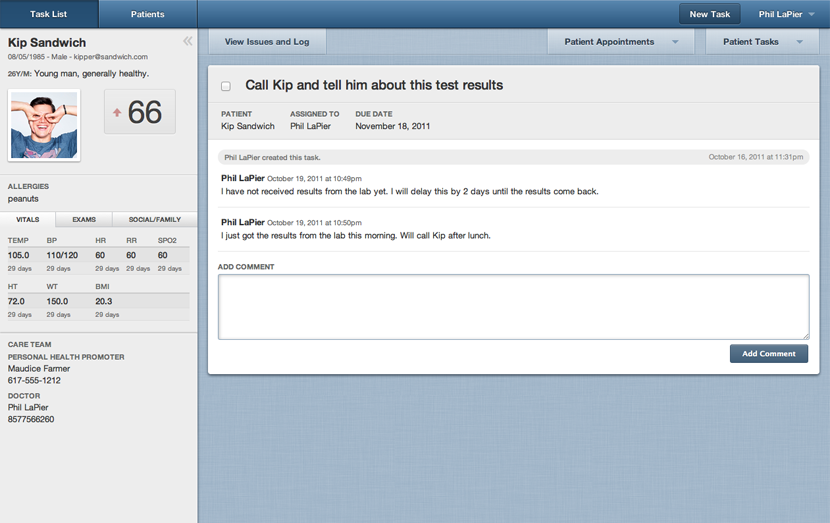 Task List
Patients
New Task
Phil LaPier
Kip Sandwich
08/05/1985 - Male - kipper@sandwich.com
26Y/M: Young man, generally healthy.
66
ALLERGIES
peanuts
VITALS EXAMS SOCIAL/FAMILY
TEMP BP HR RR SPO2
105.0 110/120 60 60 60
29 days 29 days 29 days 29 days 29 days
HT WT BMI
72.0 150.0 20.3
29 days 29 days 29 days
CARE TEAM
PERSONAL HEALTH PROMOTER
Maudice Farmer
617-555-1212
DOCTOR
Phil LaPier
8577566260
View Issues and Log
Patient Appointments
Patient Tasks
Call Kip and tell him about this test results
PATIENT ASSIGNED TO DUE DATE
Kip Sandwich Phil LaPier November 18, 2011
Phil LaPier created this task. October 16, 2011 at 11:31pm
Phil LaPier October 19, 2011 at 10:49pm
I have not received results from the lab yet. I will delay this by 2 days until the results come back.
Phil LaPier October 19, 2011 at 10:50pm
I just got the results from the lab this morning. Will call Kip after lunch.
ADD COMMENT
Add Comment